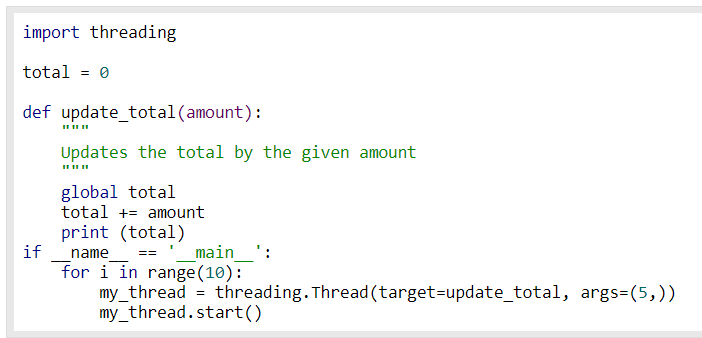 import threading

total = 0

def update_total(amount):
    """
    Updates the total by the given amount
    """
    global total
    total += amount
    print (total)
if __name__ == '__main__':
    for i in range(10):
        my_thread = threading.Thread(target=update_total, args=(5,))
        my_thread.start()